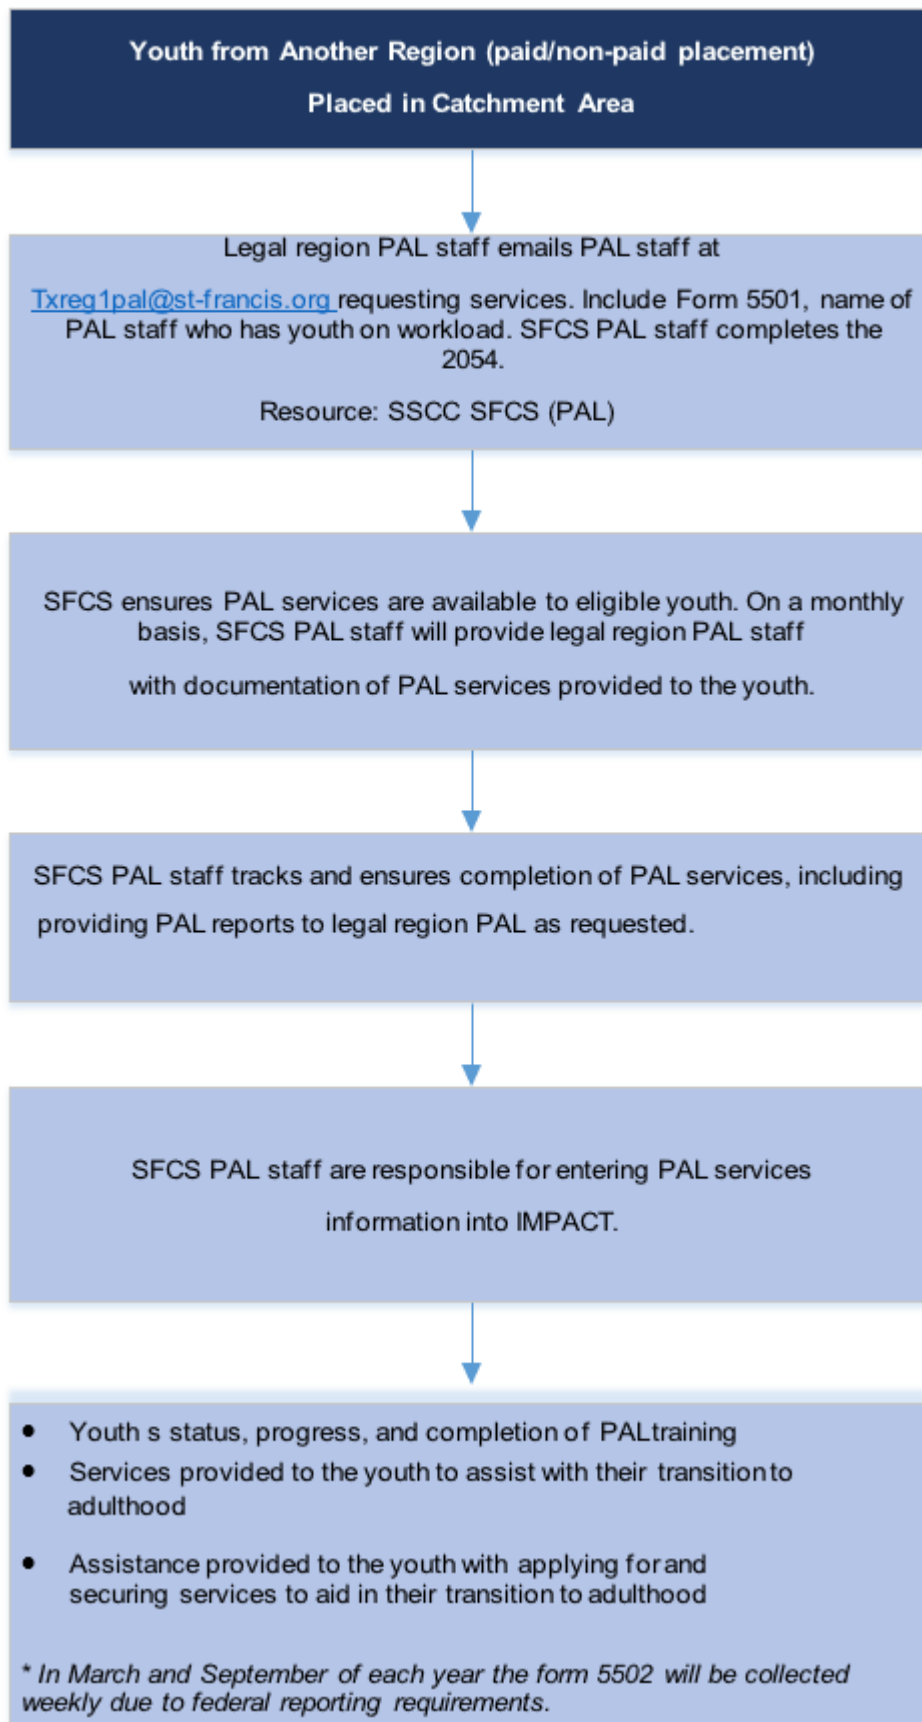 Youth from Another Region (paid/non-paid placement)
Placed in Catchment Area
Legal region PAL staff emails PAL staff at
Txreg1pal@st-francis.org requesting services. Include Form 5501, name of
PAL staff who has youth on workload. SFCS PAL staff completes the
2054.
Resource: SSCC SFCS (PAL)
SFCS ensures PAL services are available to eligible youth. On a monthly
basis, SFCS PAL staff will provide legal region PAL staff
with documentation of PAL services provided to the youth.
SFCS PAL staff tracks and ensures completion of PAL services, including
providing PAL reports to legal region PAL as requested.
SFCS PAL staff are responsible for entering PAL services
information into IMPACT.
• Youth s status, progress, and completion of PALtraining
• Services provided to the youth to assist with their transition to
adulthood
• Assistance provided to the youth with applying for and
securing services to aid in their transition to adulthood
* In March and September of each year the form 5502 will be collected
weekly due to federal reporting requirements.